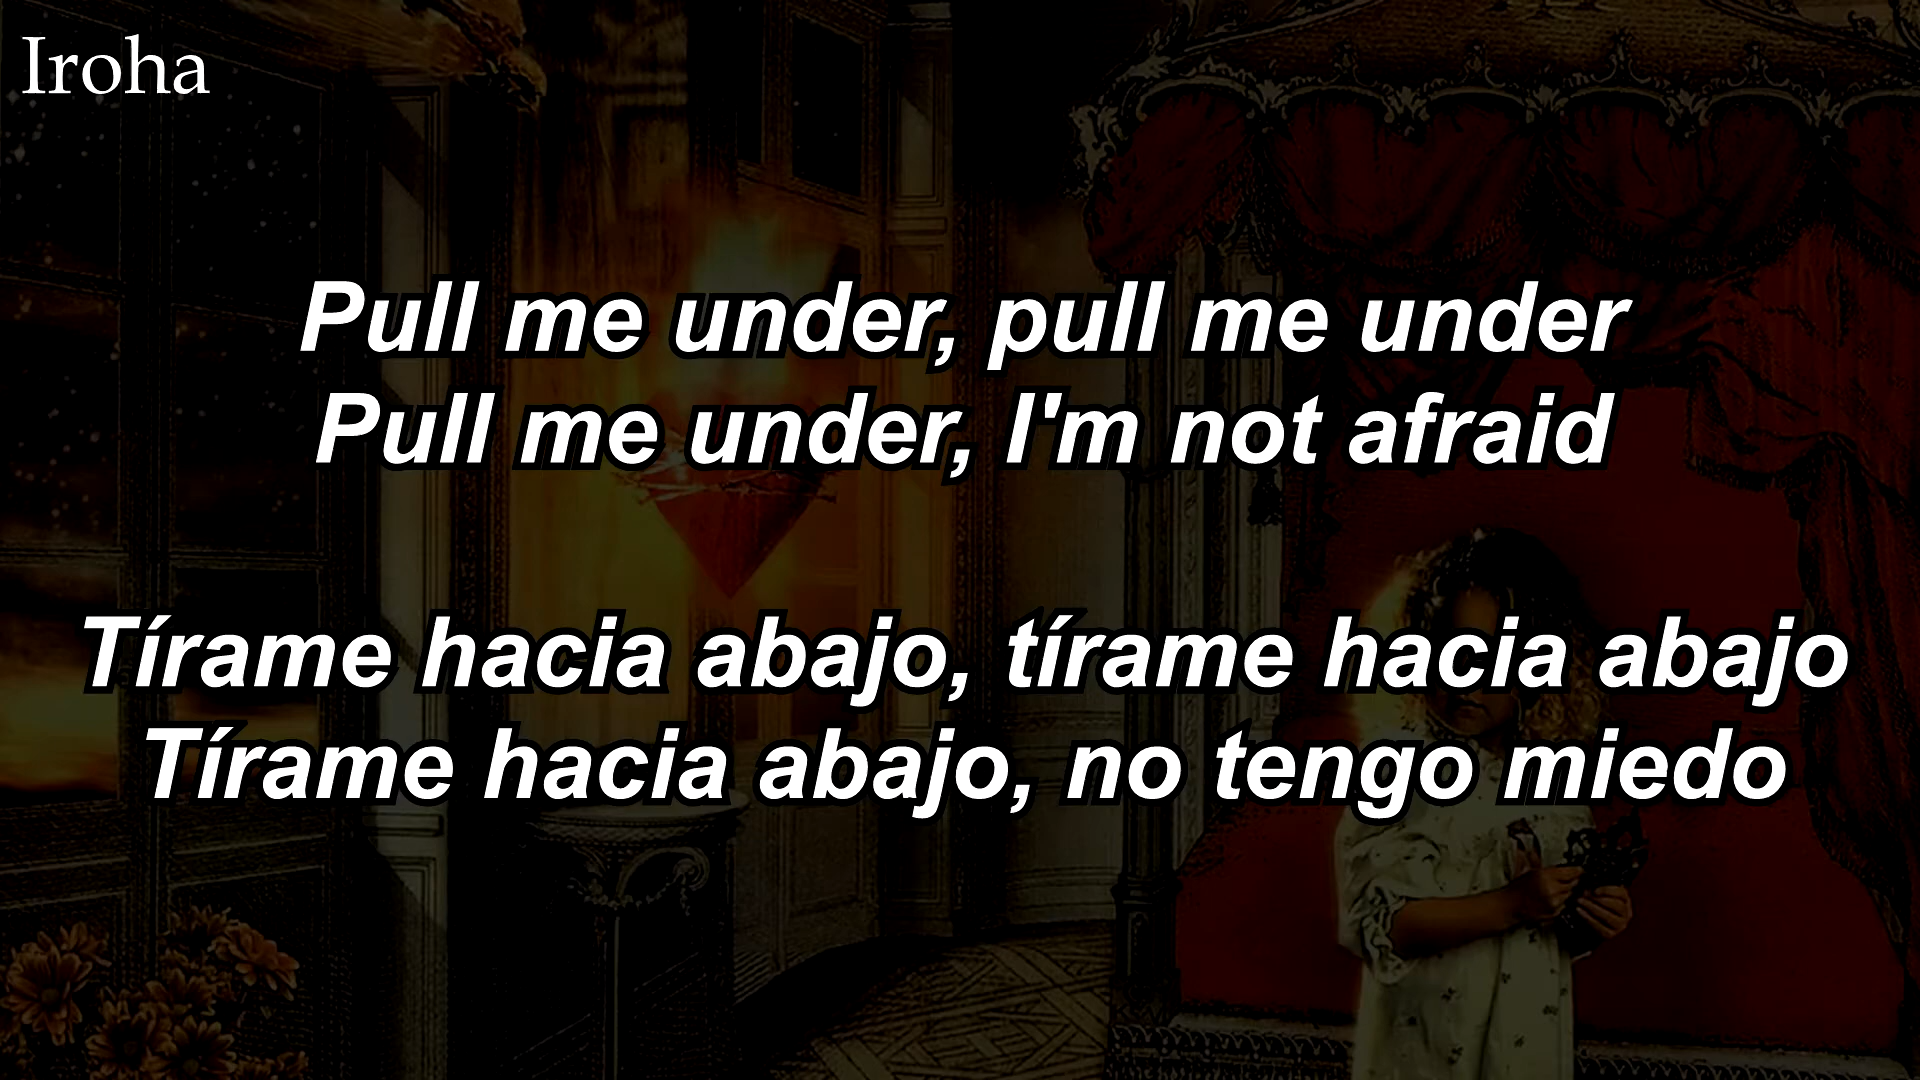 Iroha
Pull me under, pull me under
Pull me under, I'm not afraid
Tírame hacia abajo, tírame hacia abajo
Tírame hacia abajo, no tengo miedo